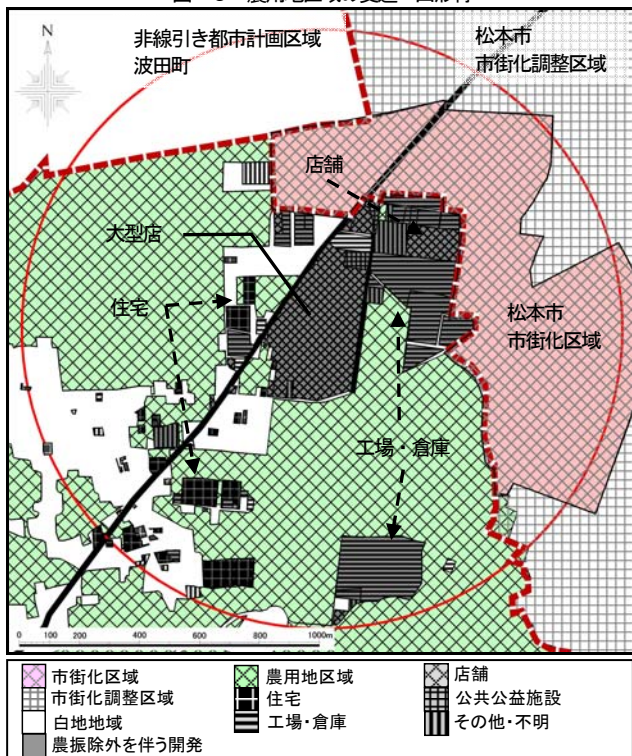 N
非線引き都市計画区域
波田町
松本市
市街化調整区域
店舗
大型店
住宅
松本市
市街化区域
工場・倉庫
0 100 200 400 600 800 1000m
市街化区域
農用地区域
店舗
市街化調整区域
住宅
公共公益施設
白地地域
工場・倉庫
その他・不明
農振除外を伴う開発